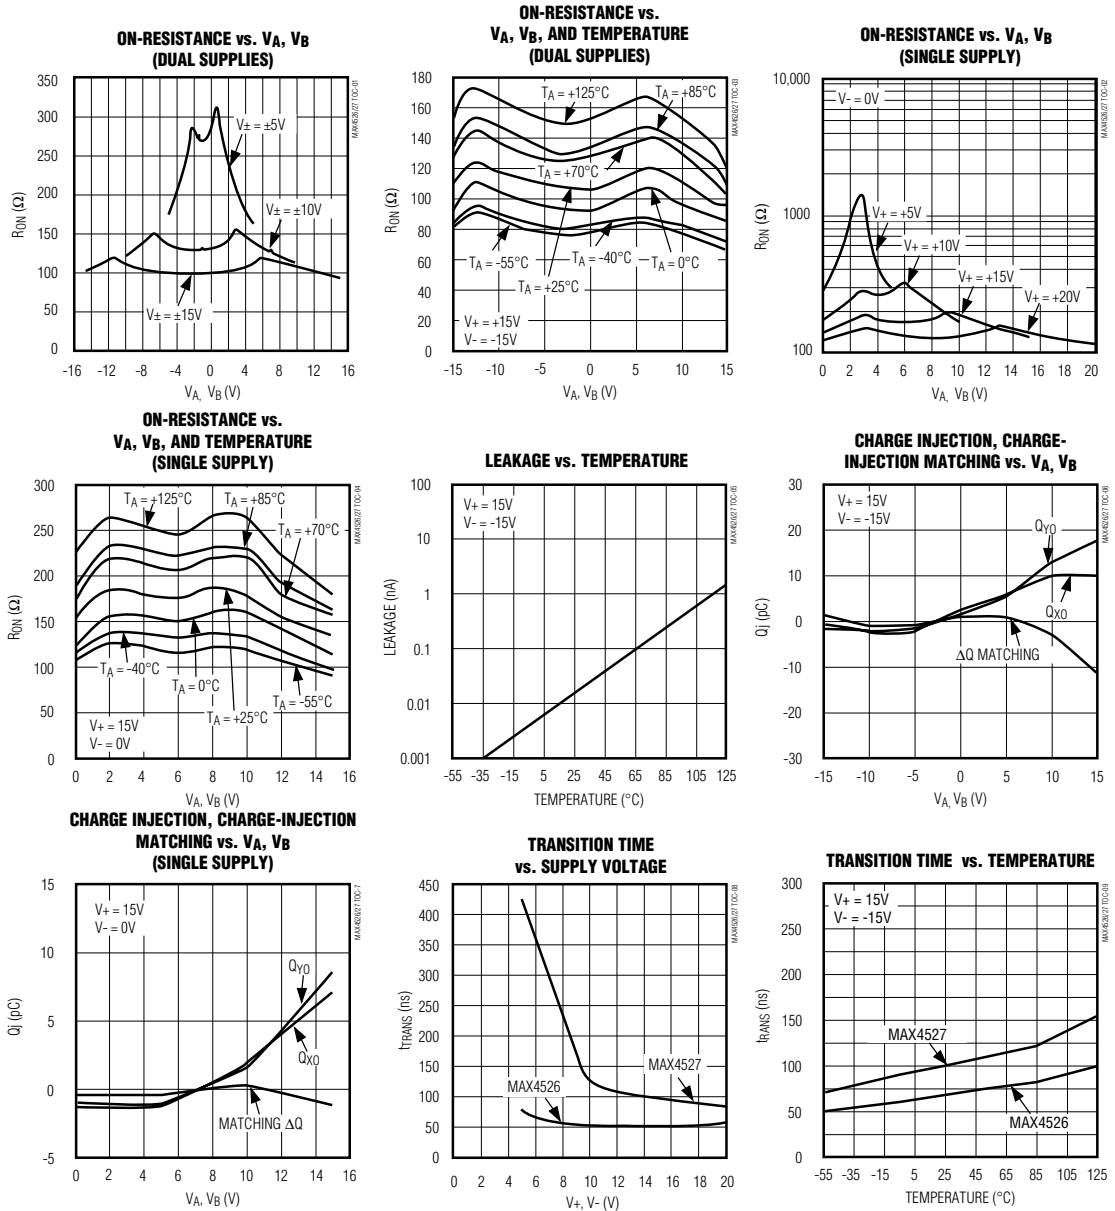 ON-RESISTANCE vs. VA, VB
(DUAL SUPPLIES)
350
300
250
200
150
100
50
0
RON (Ω)
V± = ±5V
V± = ±10V
V± = ±15V
-16 -12 -8 -4 0 4 8 12 16
VA, VB (V)
MAX4526/27 TOC-01
ON-RESISTANCE vs.
VA, VB, AND TEMPERATURE
(DUAL SUPPLIES)
180
160
140
120
100
80
60
40
20
0
RON (Ω)
TA = +125°C
TA = +85°C
TA = +70°C
TA = -55°C
TA = -40°C
TA = 0°C
TA = +25°C
V+ = +15V
V- = -15V
-15 -10 -5 0 5 10 15
VA, VB (V)
MAX4526/27 TOC-03
ON-RESISTANCE vs. VA, VB
(SINGLE SUPPLY)
10,000
1000
100
RON (Ω)
V- = 0V
V+ = +5V
V+ = +10V
V+ = +15V
V+ = +20V
0 2 4 6 8 10 12 14 16 18 20
VA, VB (V)
MAX4526/27 TOC-02
ON-RESISTANCE vs.
VA, VB, AND TEMPERATURE
(SINGLE SUPPLY)
300
250
200
150
100
50
0
RON (Ω)
TA = +125°C
TA = +85°C
TA = +70°C
TA = -40°C
TA = 0°C
TA = -55°C
TA = +25°C
V+ = 15V
V- = 0V
0 2 4 6 8 10 12 14 16
VA, VB (V)
MAX4526/27 TOC-04
LEAKAGE vs. TEMPERATURE
100
10
1
0.1
0.01
0.001
LEAKAGE (nA)
V+ = 15V
V- = -15V
-55 -35 -15 5 25 45 65 85 105 125
TEMPERATURE (°C)
MAX4526/27 TOC-05
CHARGE INJECTION, CHARGE-
INJECTION MATCHING vs. VA, VB
30
20
10
0
-10
-20
-30
Qj (pC)
V+ = 15V
V- = -15V
QYO
QXO
ΔQ MATCHING
-15 -10 -5 0 5 10 15
VA, VB (V)
MAX4526/27 TOC-06
CHARGE INJECTION, CHARGE-INJECTION
MATCHING vs. VA, VB
(SINGLE SUPPLY)
15
10
5
0
-5
Qj (pC)
V+ = 15V
V- = 0V
QYO
QXO
MATCHING ΔQ
0 2 4 6 8 10 12 14 16
VA, VB (V)
MAX4526/27 TOC-7
TRANSITION TIME
vs. SUPPLY VOLTAGE
450
400
350
300
250
200
150
100
50
0
tTRANS (ns)
MAX4526
MAX4527
0 2 4 6 8 10 12 14 16 18 20
V+, V- (V)
MAX4526/27 TOC-08
TRANSITION TIME vs. TEMPERATURE
300
250
200
150
100
50
0
tRANS (ns)
V+ = 15V
V- = -15V
MAX4527
MAX4526
-55 -35 -15 5 25 45 65 85 105 125
TEMPERATURE (°C)
MAX4526/27 TOC-09